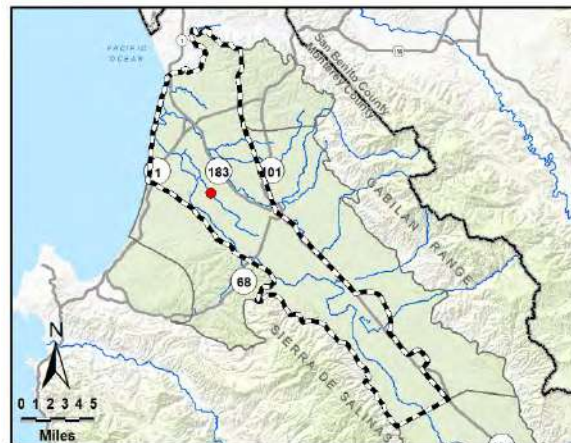 PACIFIC
OCEAN
1
San Benito County
Monterey County
1
183
101
GABILAN RANGE
68
SIERRA DE SALINAS
N
0 1 2 3 4 5
Miles